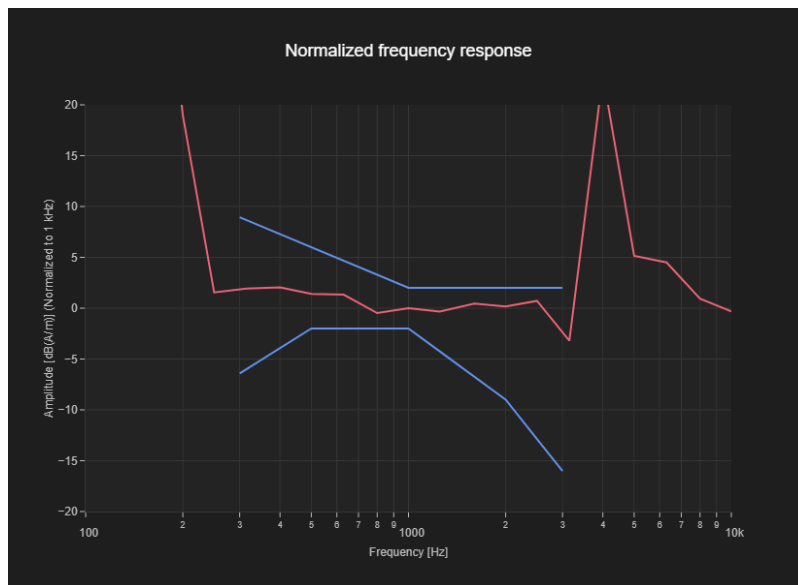 Normalized frequency response
Amplitude [dB(A/m)] (Normalized to 1 kHz)
20
15
10
5
0
−5
−10
−15
−20
100 2 3 4 5 6 7 8 9 1000 2 3 4 5 6 7 8 9 10k
Frequency [Hz]